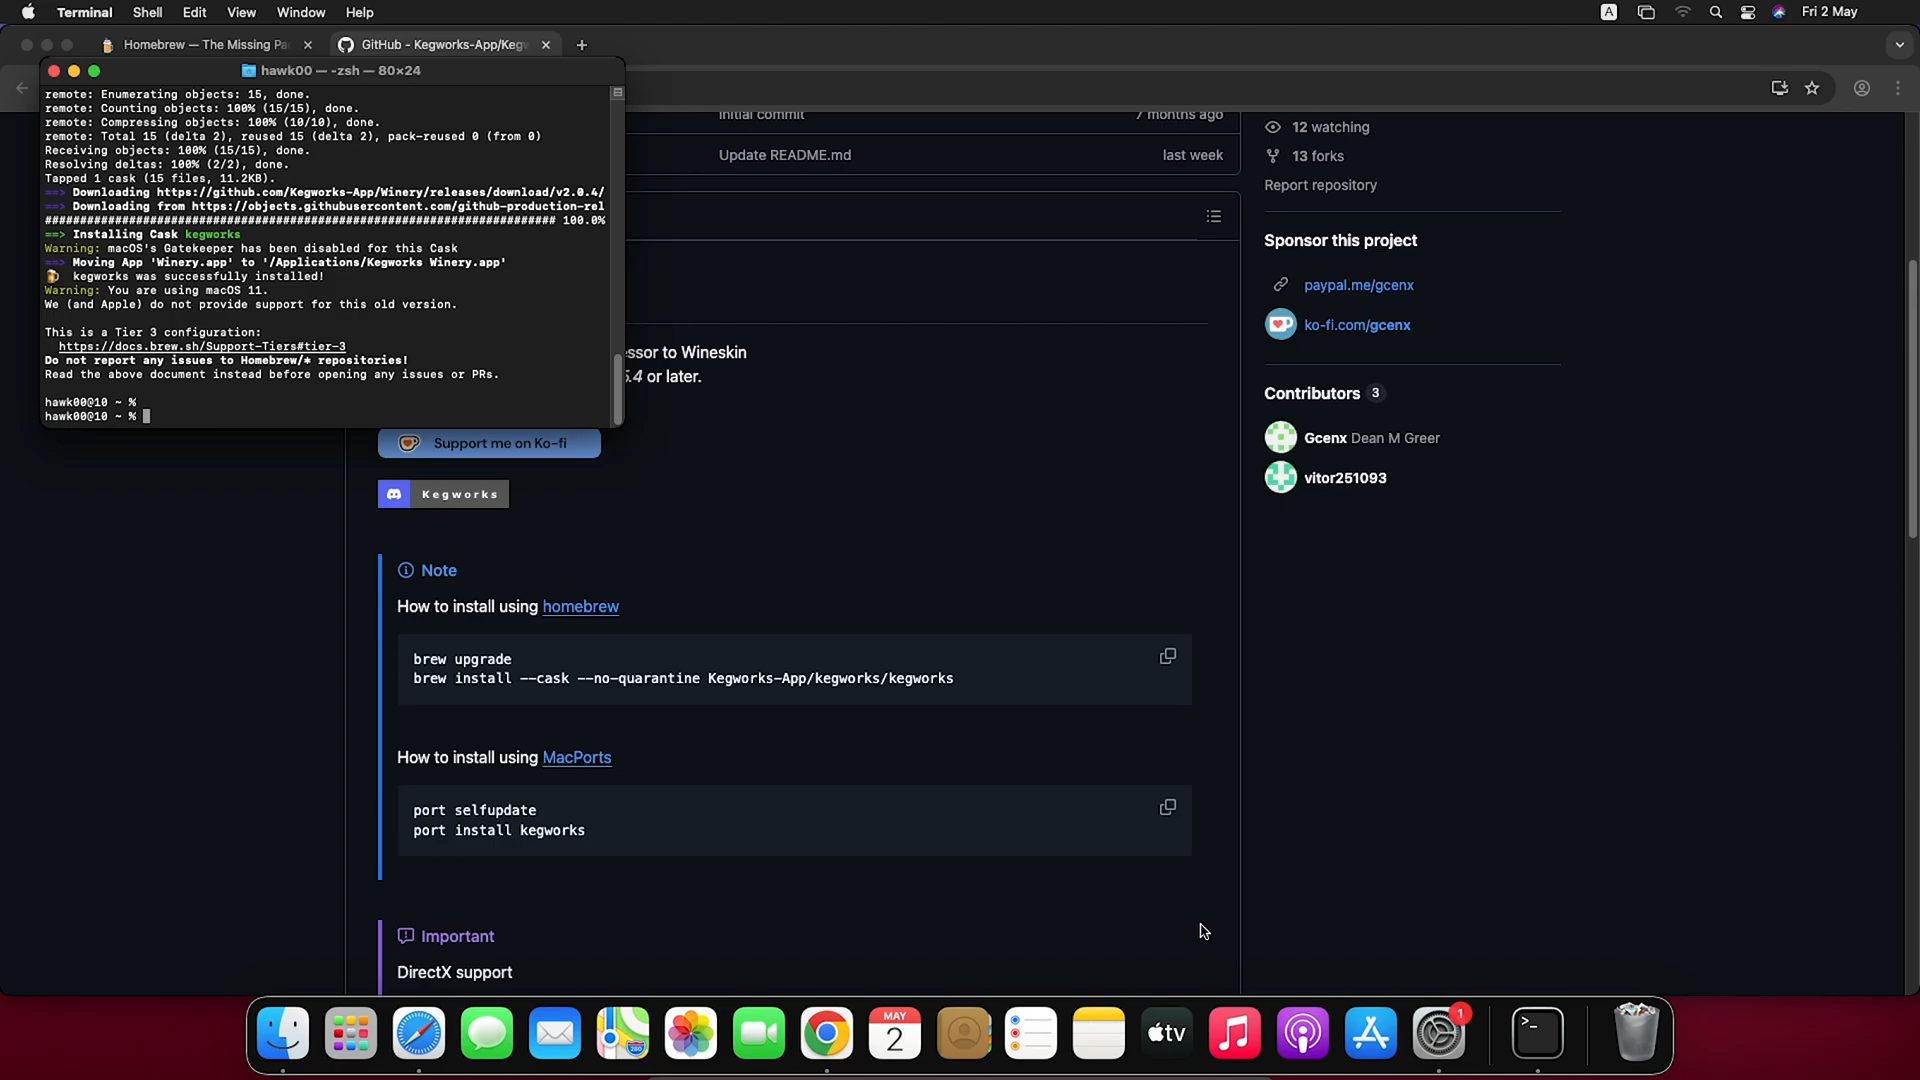 Terminal Shell Edit View Window Help
A
Fri 2 May
Homebrew — The Missing Pa
GitHub - Kegworks-App/Kegw
hawk00 — -zsh — 80×24
remote: Enumerating objects: 15, done.
remote: Counting objects: 100% (15/15), done.
remote: Compressing objects: 100% (10/10), done.
remote: Total 15 (delta 2), reused 15 (delta 2), pack-reused 0 (from 0)
Receiving objects: 100% (15/15), done.
Resolving deltas: 100% (2/2), done.
Tapped 1 cask (15 files, 11.2KB).
==> Downloading https://github.com/Kegworks-App/Winery/releases/download/v2.0.4/
==> Downloading from https://objects.githubusercontent.com/github-production-rel
######################################################################## 100.0%
==> Installing Cask kegworks
Warning: macOS's Gatekeeper has been disabled for this Cask
==> Moving App 'Winery.app' to '/Applications/Kegworks Winery.app'
🍺 kegworks was successfully installed!
Warning: You are using macOS 11.
We (and Apple) do not provide support for this old version.
This is a Tier 3 configuration:
https://docs.brew.sh/Support-Tiers#tier-3
Do not report any issues to Homebrew/* repositories!
Read the above document instead before opening any issues or PRs.
hawk00@10 ~ %
hawk00@10 ~ %
Initial commit
7 months ago
Update README.md
last week
ssor to Wineskin
5.4 or later.
Support me on Ko-fi
Kegworks
Note
How to install using homebrew
brew upgrade
brew install --cask --no-quarantine Kegworks-App/kegworks/kegworks
How to install using MacPorts
port selfupdate
port install kegworks
Important
DirectX support
12 watching
13 forks
Report repository
Sponsor this project
paypal.me/gcenx
ko-fi.com/gcenx
Contributors 3
Gcenx Dean M Greer
vitor251093
MAY
2
280
tv
1
>_